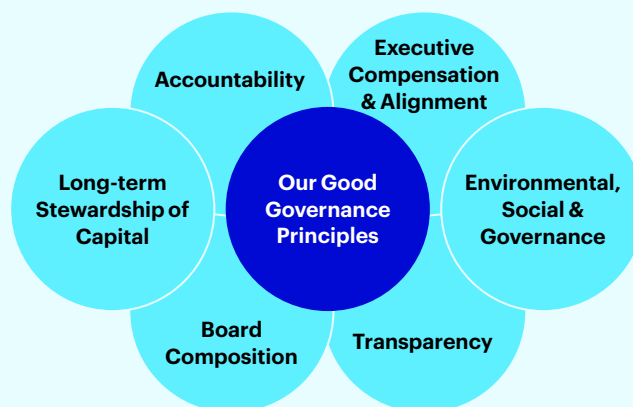 Accountability
Executive
Compensation
& Alignment
Long-term
Stewardship of
Capital
Our Good
Governance
Principles
Environmental,
Social &
Governance
Board
Composition
Transparency